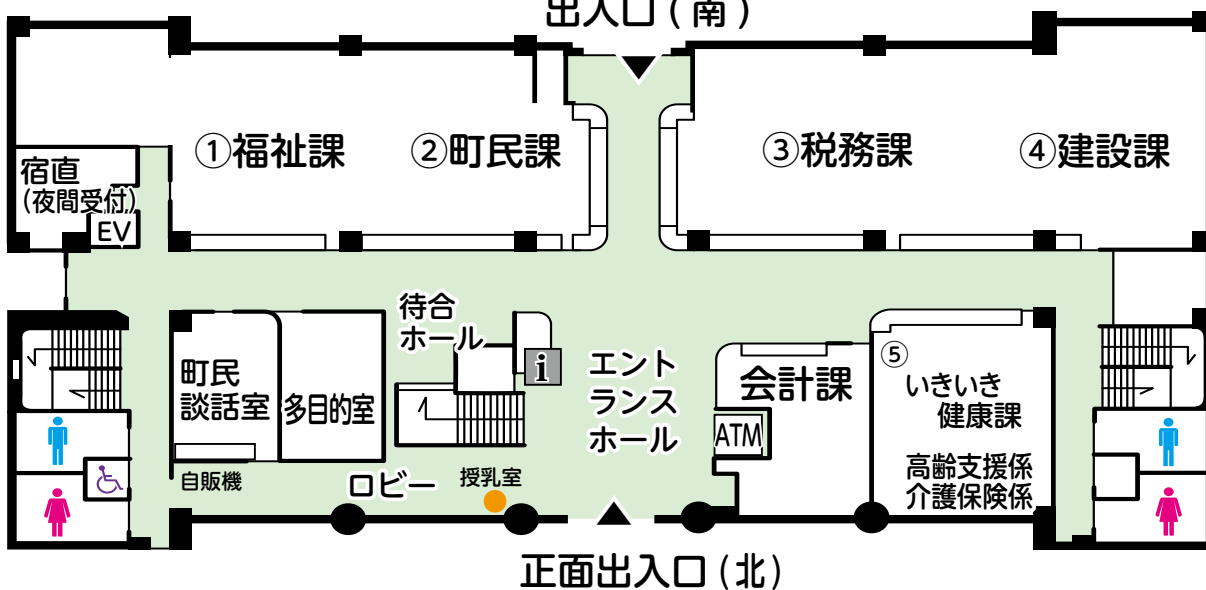 出入口(南)
①福祉課
②町民課
③税務課
④建設課
宿直
(夜間受付)
EV
待合
ホール
i
エント
ランス
ホール
町民
談話室
多目的室
会計課
ATM
⑤
いきいき
健康課
高齢支援係
介護保険係
自販機
ロビー
授乳室
正面出入口(北)